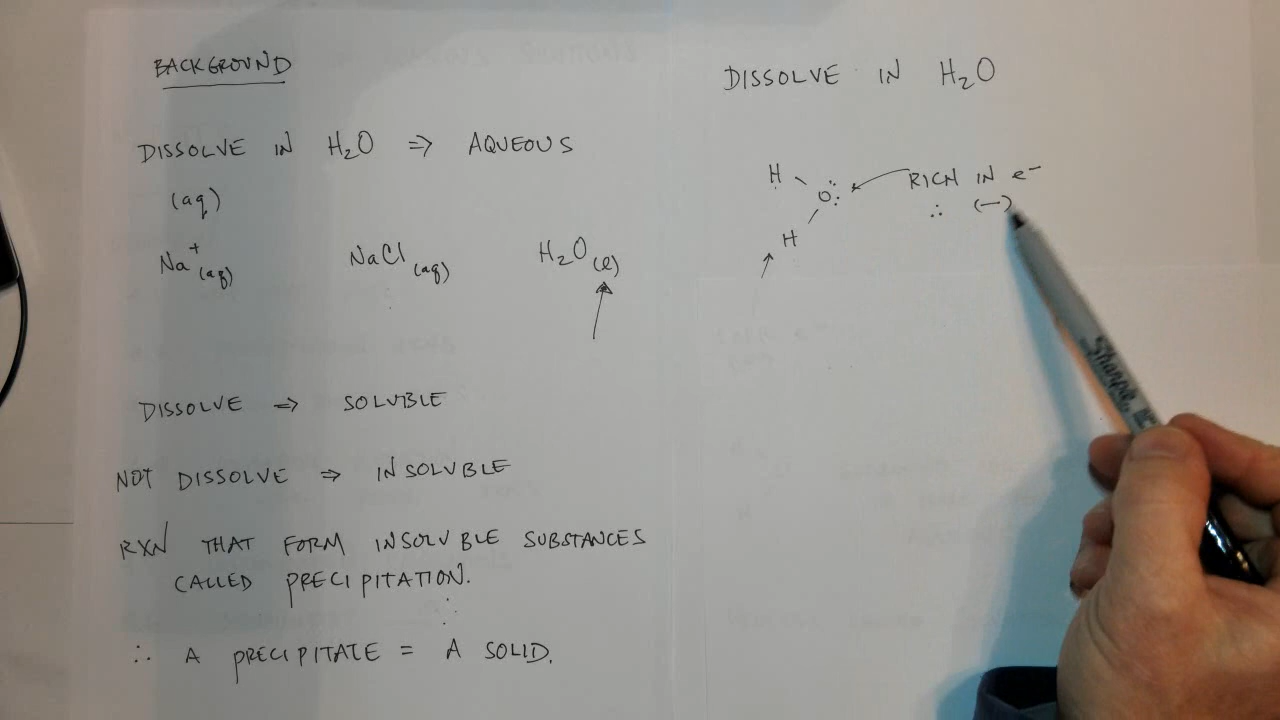 BACKGROUND
DISSOLVE IN H₂O ⇒ AQUEOUS
(aq)
Na⁺(aq) NaCl(aq) H₂O(l)
DISSOLVE ⇒ SOLUBLE
NOT DISSOLVE ⇒ INSOLUBLE
RXN THAT FORM INSOLUBLE SUBSTANCES
CALLED PRECIPITATION.
∴ A PRECIPITATE = A SOLID.
DISSOLVE IN H₂O
H
O: RICH IN e⁻
∴ (−)
H
Sharpie